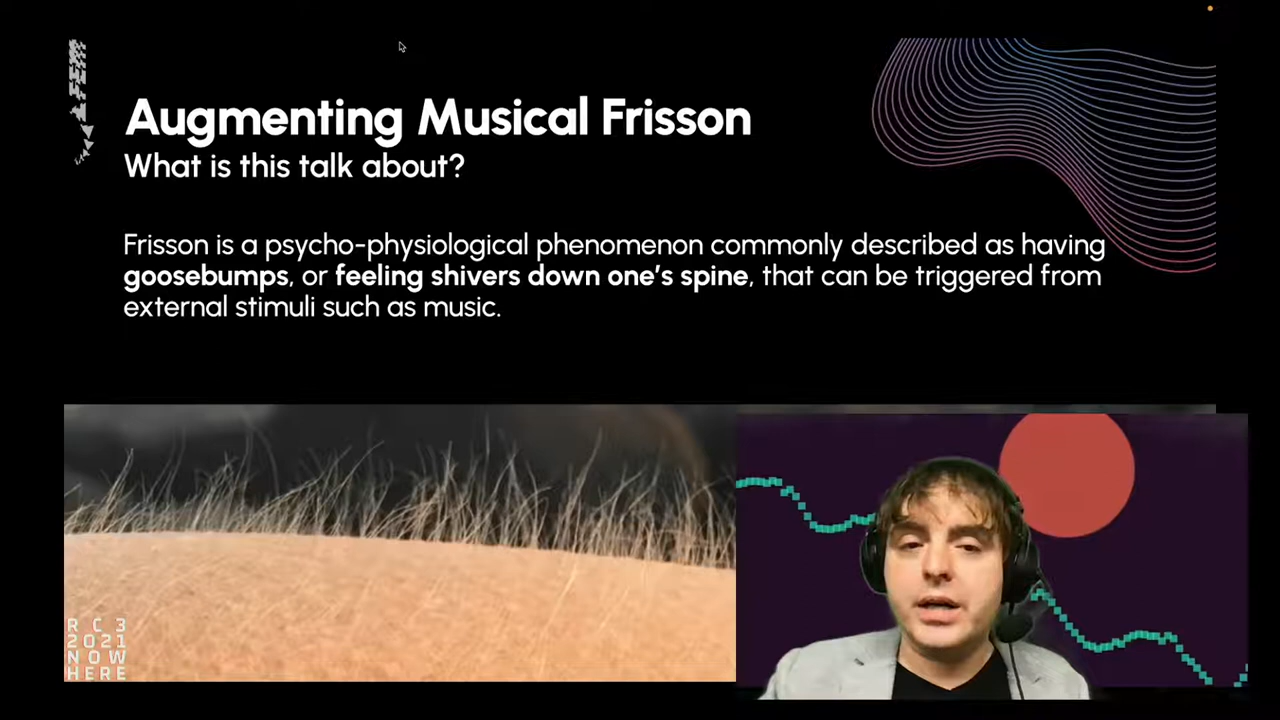 Augmenting Musical Frisson
What is this talk about?
Frisson is a psycho-physiological phenomenon commonly described as having
goosebumps, or feeling shivers down one's spine, that can be triggered from
external stimuli such as music.
R C 3
2021
NOW
HERE